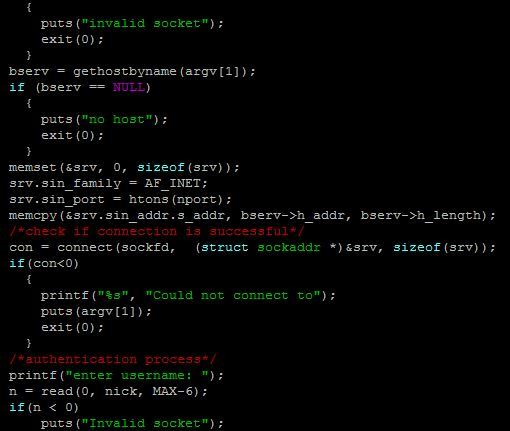 {
puts("invalid socket");
exit(0);
}
bserv = gethostbyname(argv[1]);
if (bserv == NULL)
{
puts("no host");
exit(0);
}
memset(&srv, 0, sizeof(srv));
srv.sin_family = AF_INET;
srv.sin_port = htons(nport);
memcpy(&srv.sin_addr.s_addr, bserv->h_addr, bserv->h_length);
/*check if connection is successful*/
con = connect(sockfd,  (struct sockaddr *)&srv, sizeof(srv));
if(con<0)
{
printf("%s", "Could not connect to");
puts(argv[1]);
exit(0);
}
/*authentication process*/
printf("enter username: ");
n = read(0, nick, MAX-6);
if(n < 0)
puts("Invalid socket");